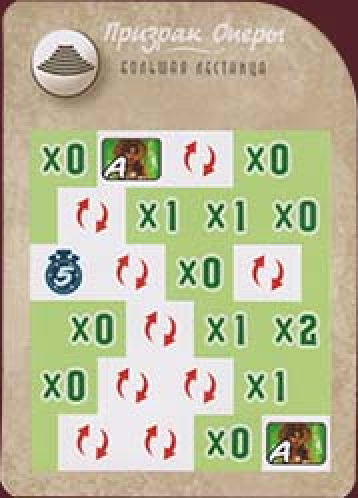 Призрак Оперы
БОЛЬШАЯ ЛЕСТНИЦА
x0 A x0
x1 x1 x0
5 x0
x0 x1 x2
x0 x1
x0 A